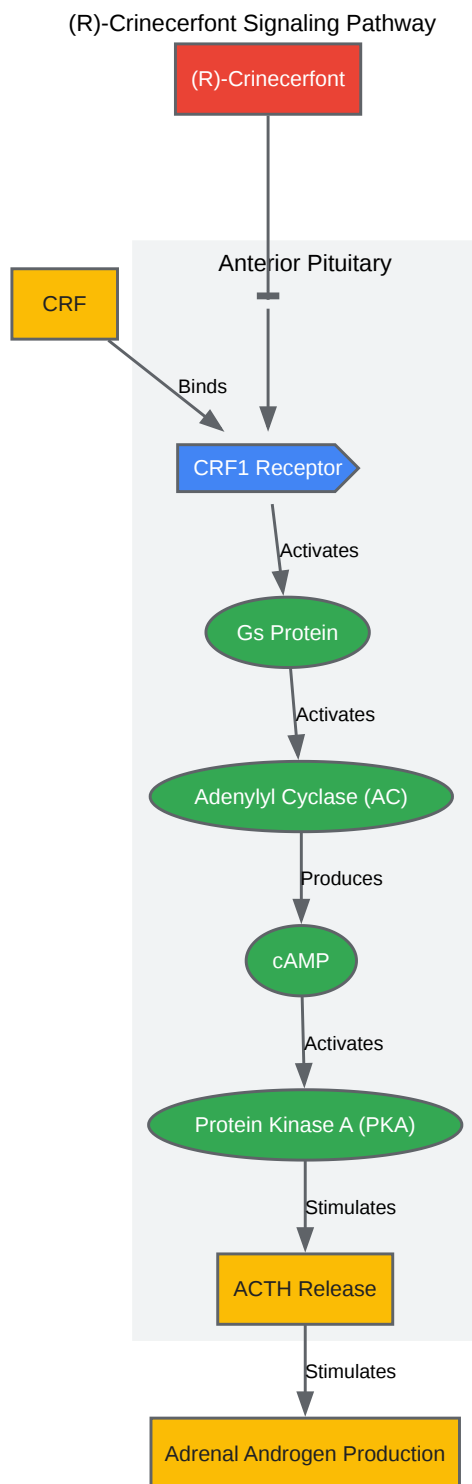 (R)-Crinecerfont Signaling Pathway
(R)-Crinecerfont
Anterior Pituitary
CRF
Binds
CRF1 Receptor
Activates
Gs Protein
Activates
Adenylyl Cyclase (AC)
Produces
cAMP
Activates
Protein Kinase A (PKA)
Stimulates
ACTH Release
Stimulates
Adrenal Androgen Production